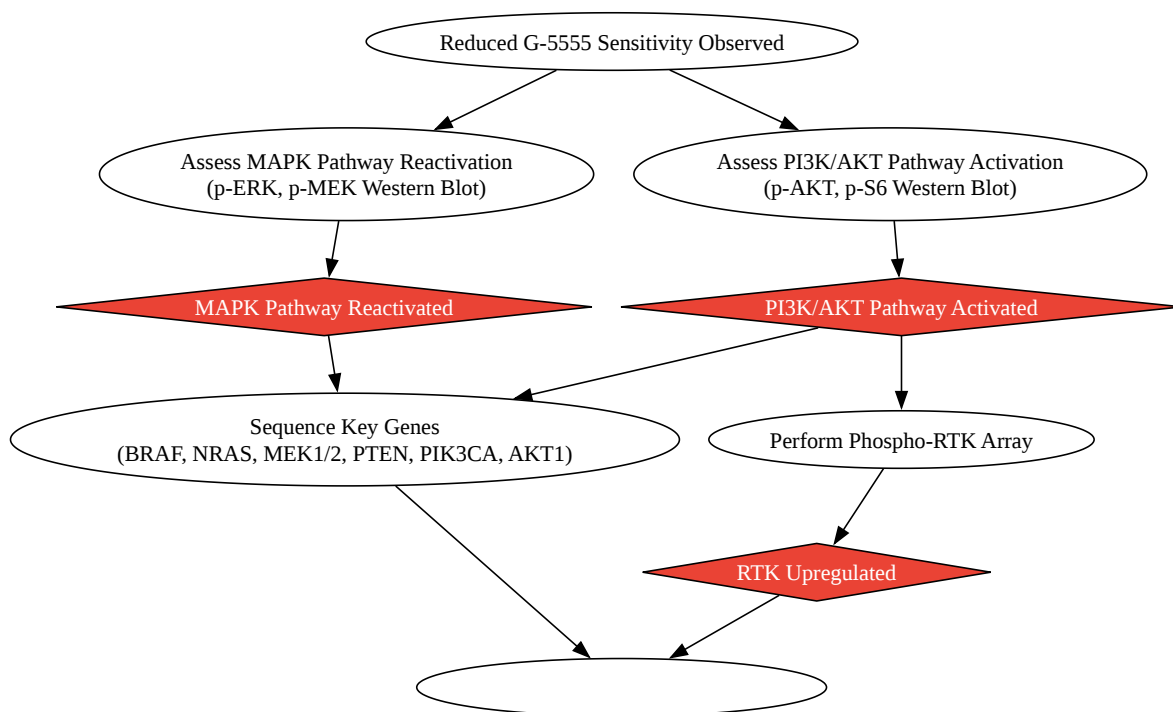 Reduced G-5555 Sensitivity Observed
Assess MAPK Pathway Reactivation
(p-ERK, p-MEK Western Blot)
Assess PI3K/AKT Pathway Activation
(p-AKT, p-S6 Western Blot)
MAPK Pathway Reactivated
PI3K/AKT Pathway Activated
Sequence Key Genes
(BRAF, NRAS, MEK1/2, PTEN, PIK3CA, AKT1)
Perform Phospho-RTK Array
RTK Upregulated